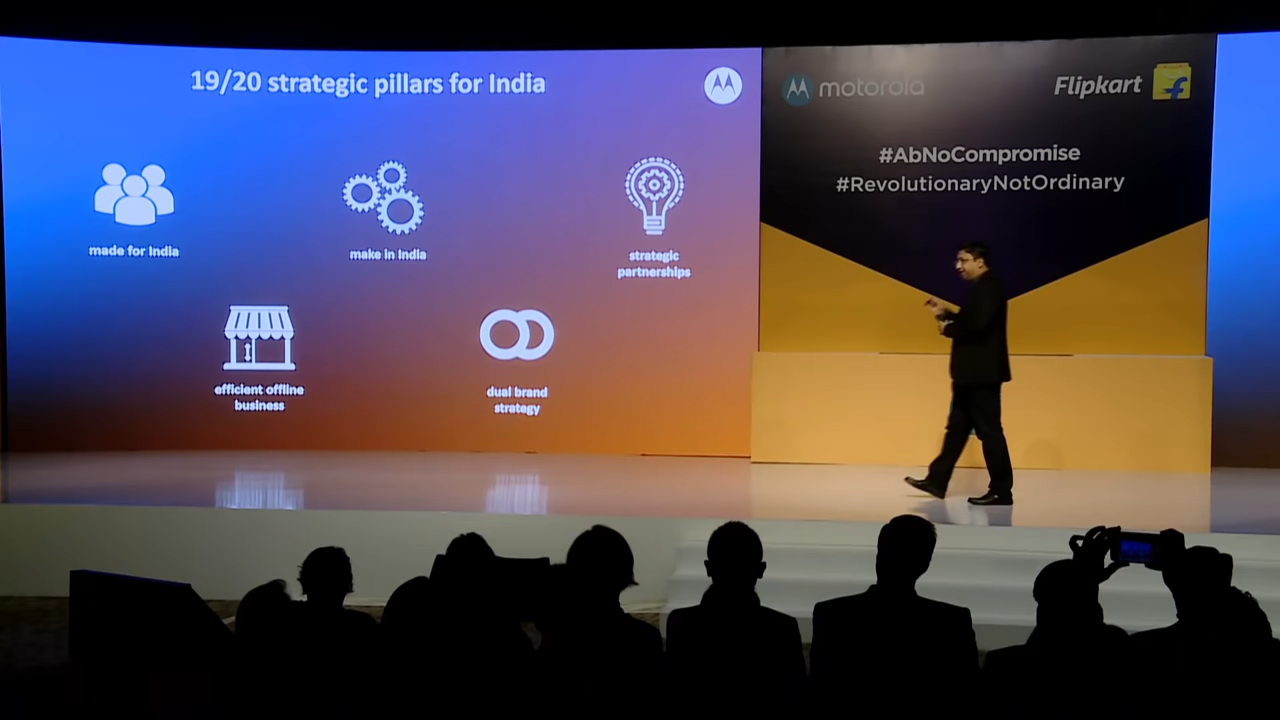 19/20 strategic pillars for India
made for India
make in India
strategic
partnerships
efficient offline
business
dual brand
strategy
motorola
Flipkart
#AbNoCompromise
#RevolutionaryNotOrdinary